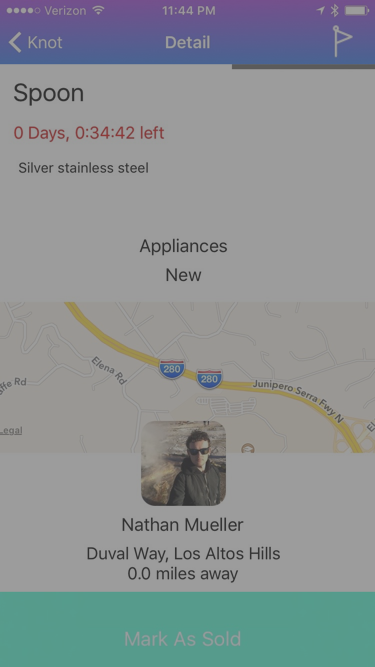 Verizon 11:44 PM
Knot Detail
Spoon
0 Days, 0:34:42 left
Silver stainless steel
Appliances
New
280
280
Elena Rd
Junipero Serra Fwy N
Rd
Legal
Nathan Mueller
Duval Way, Los Altos Hills
0.0 miles away
Mark As Sold